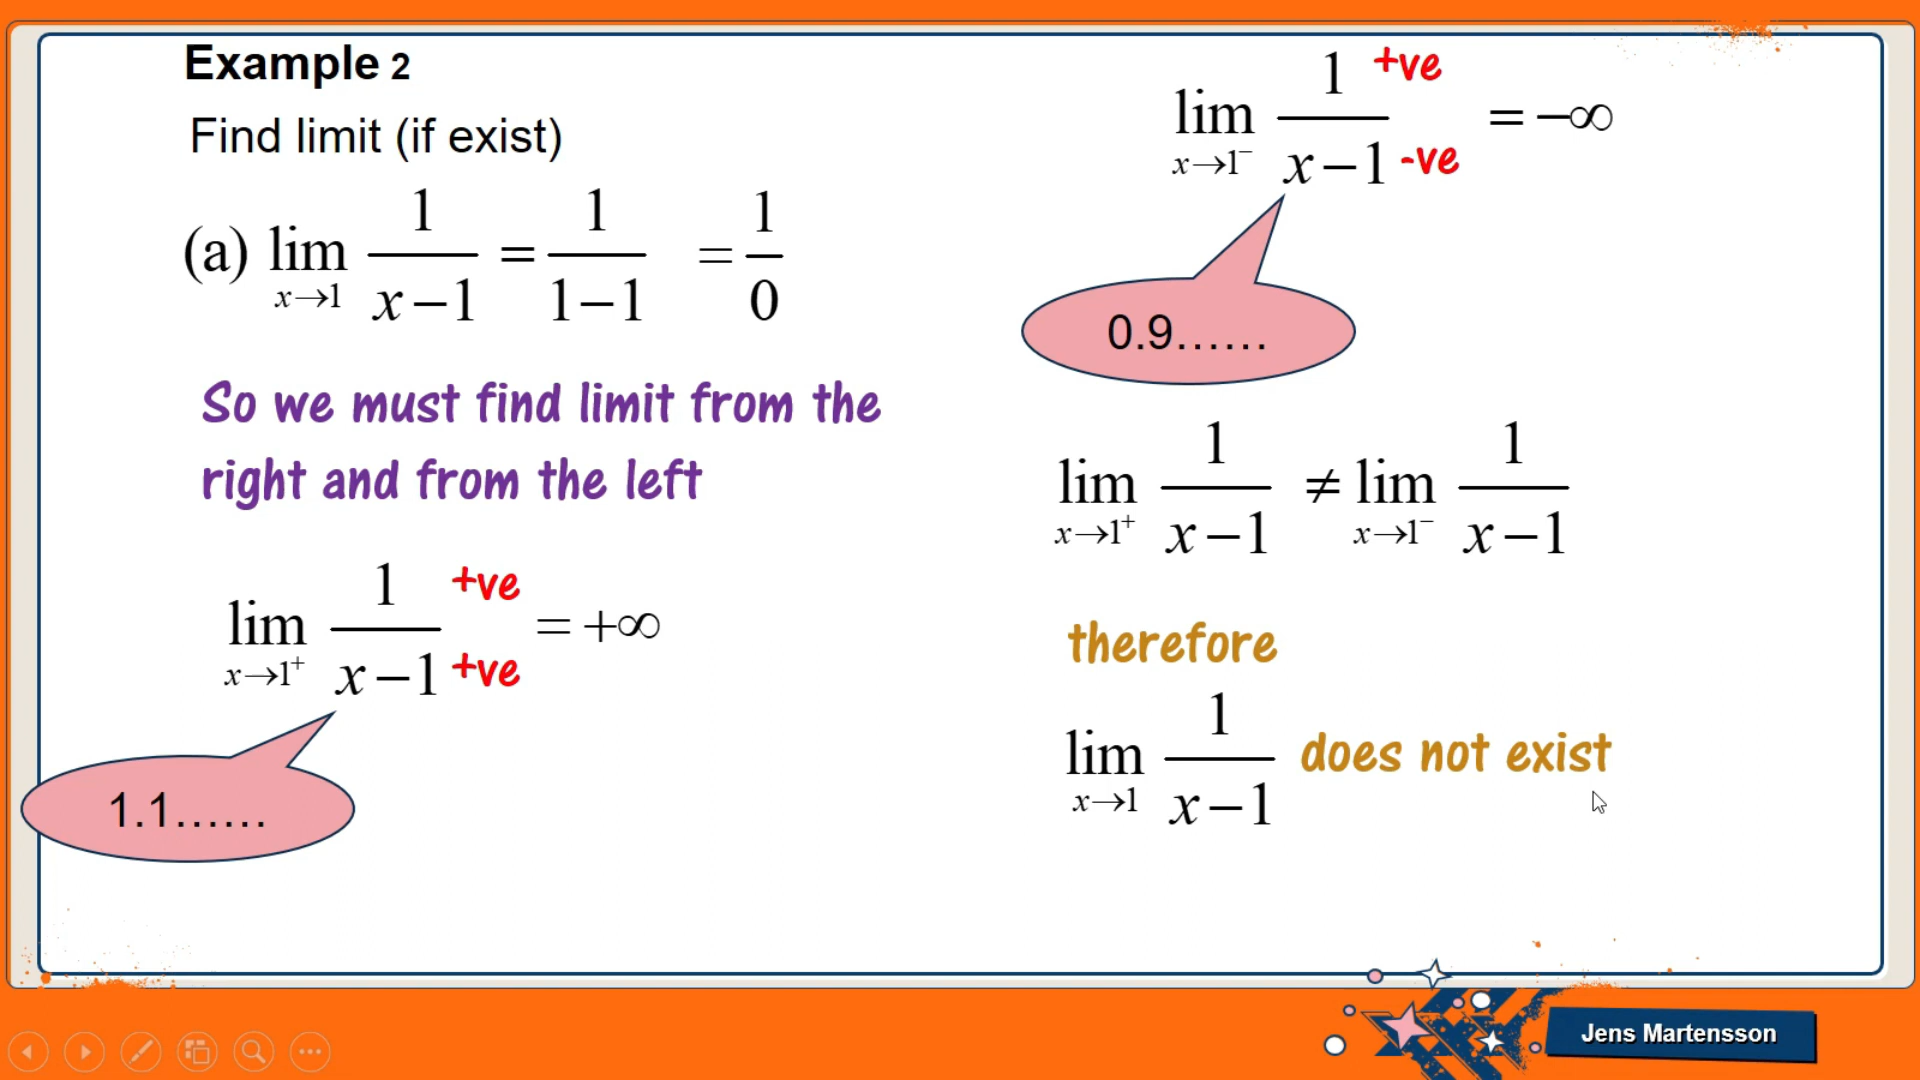 Example 2
Find limit (if exist)
(a) lim x→1 1/(x−1) = 1/(1−1) = 1/0
So we must find limit from the
right and from the left
lim x→1⁺ 1/(x−1) +ve +ve = +∞
1.1......
lim x→1⁻ 1/(x−1) +ve -ve = −∞
0.9......
lim x→1⁺ 1/(x−1) ≠ lim x→1⁻ 1/(x−1)
therefore
lim x→1 1/(x−1) does not exist
Jens Martensson